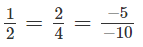 1/2 = 2/4 = -5/-10